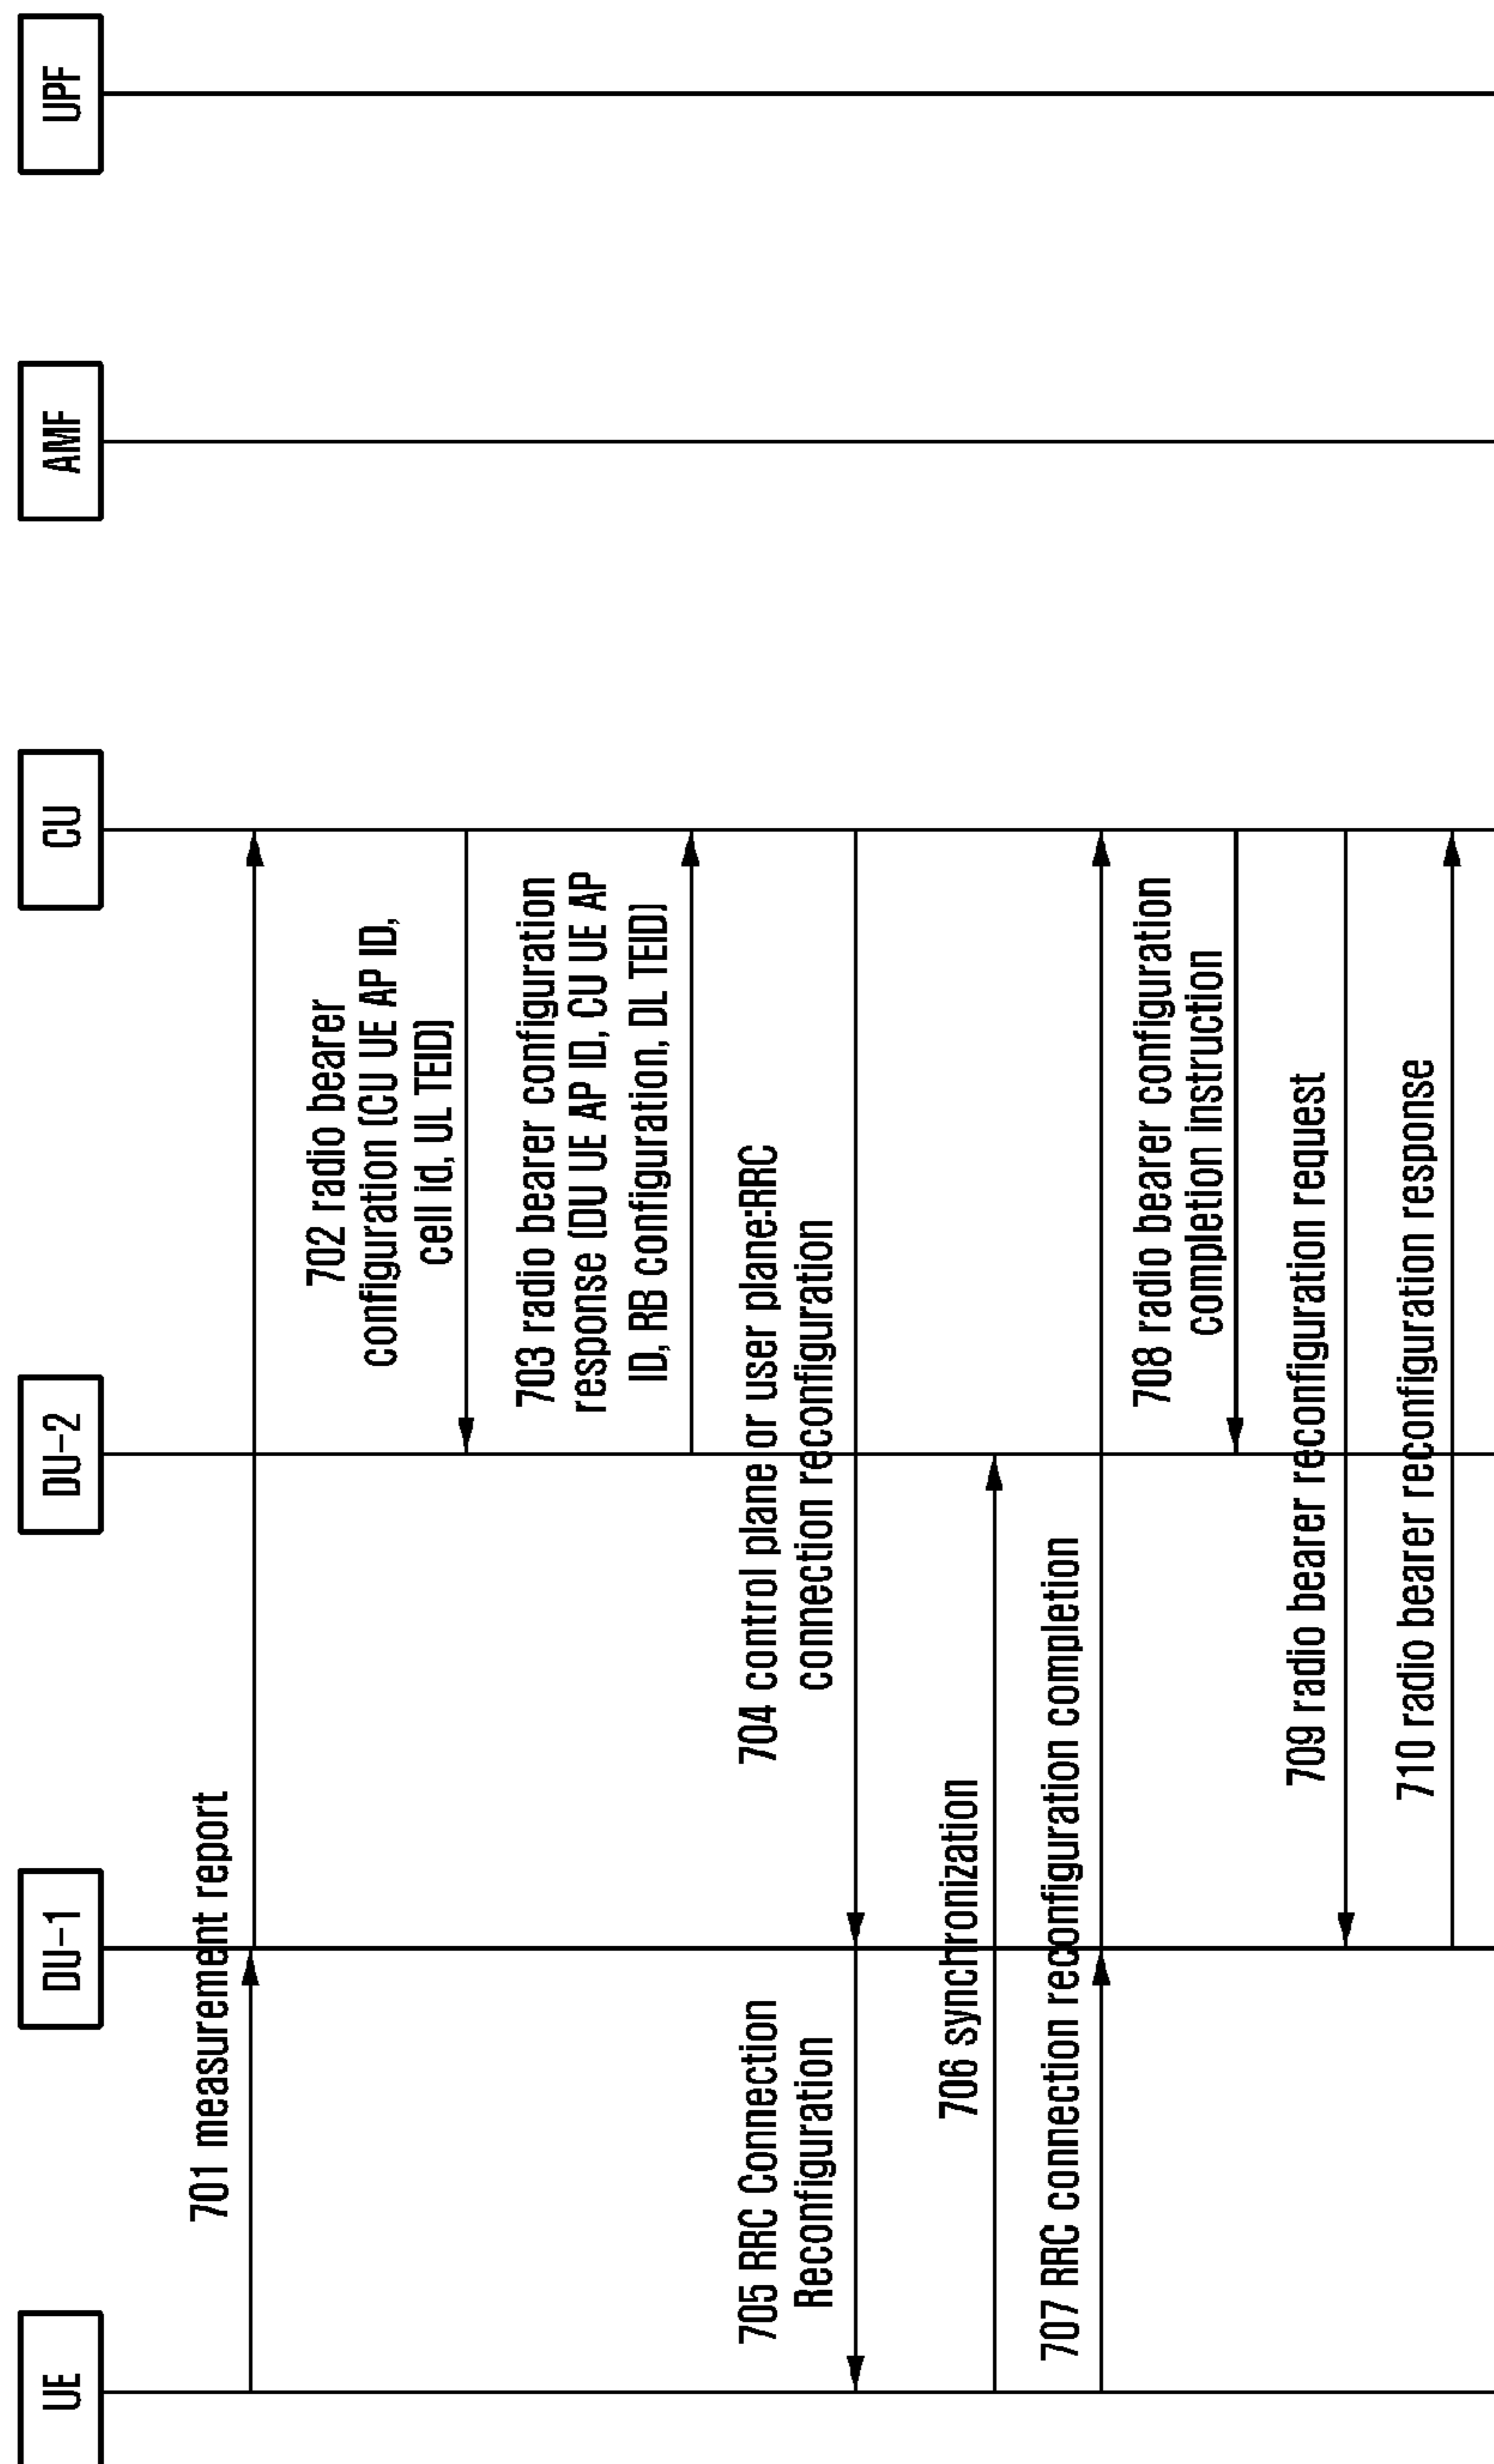 UE
DU-1
DU-2
CU
AMF
UPF
701 measurement report
702 radio bearer
configuration (CU UE AP ID,
cell id, UL TEID)
703 radio bearer configuration
response (DU UE AP ID, CU UE AP
ID, RB configuration, DL TEID)
704 control plane or user plane:RRC
connection reconfiguration
705 RRC Connection
Reconfiguration
706 synchronization
707 RRC connection reconfiguration completion
708 radio bearer configuration
completion instruction
709 radio bearer reconfiguration request
710 radio bearer reconfiguration response